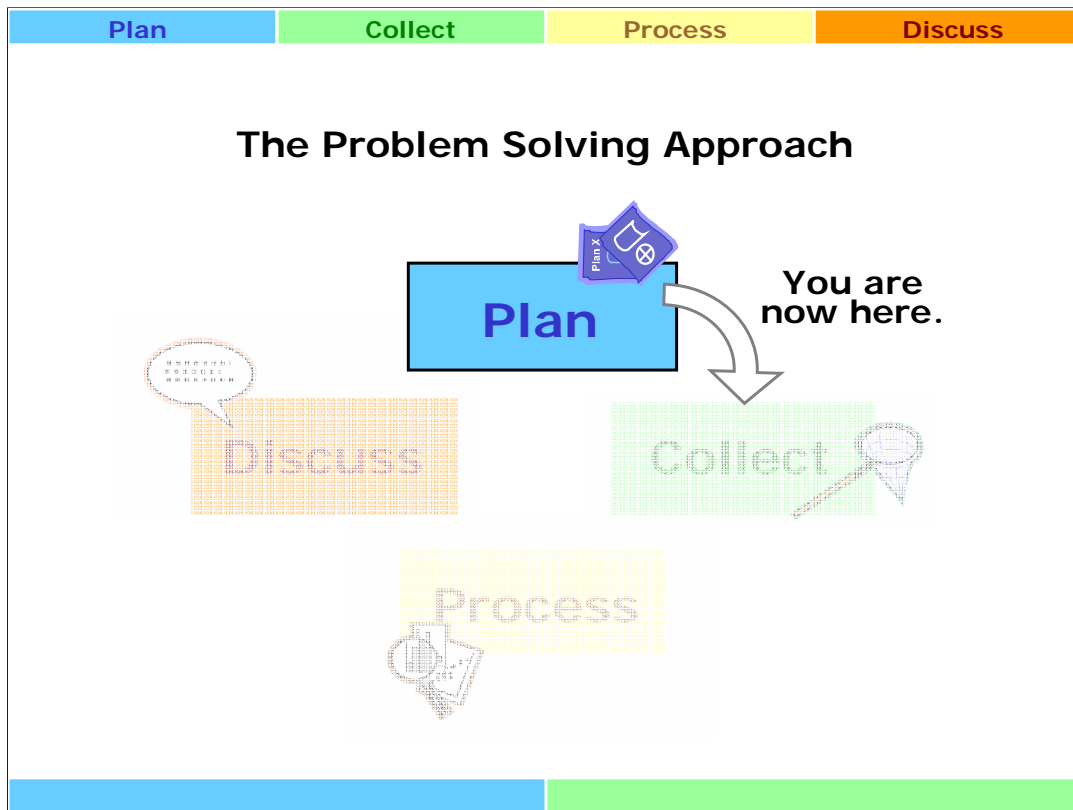 Plan
Collect
Process
Discuss
The Problem Solving Approach
Plan X
Plan
You are
now here.
Discuss
Collect
Process